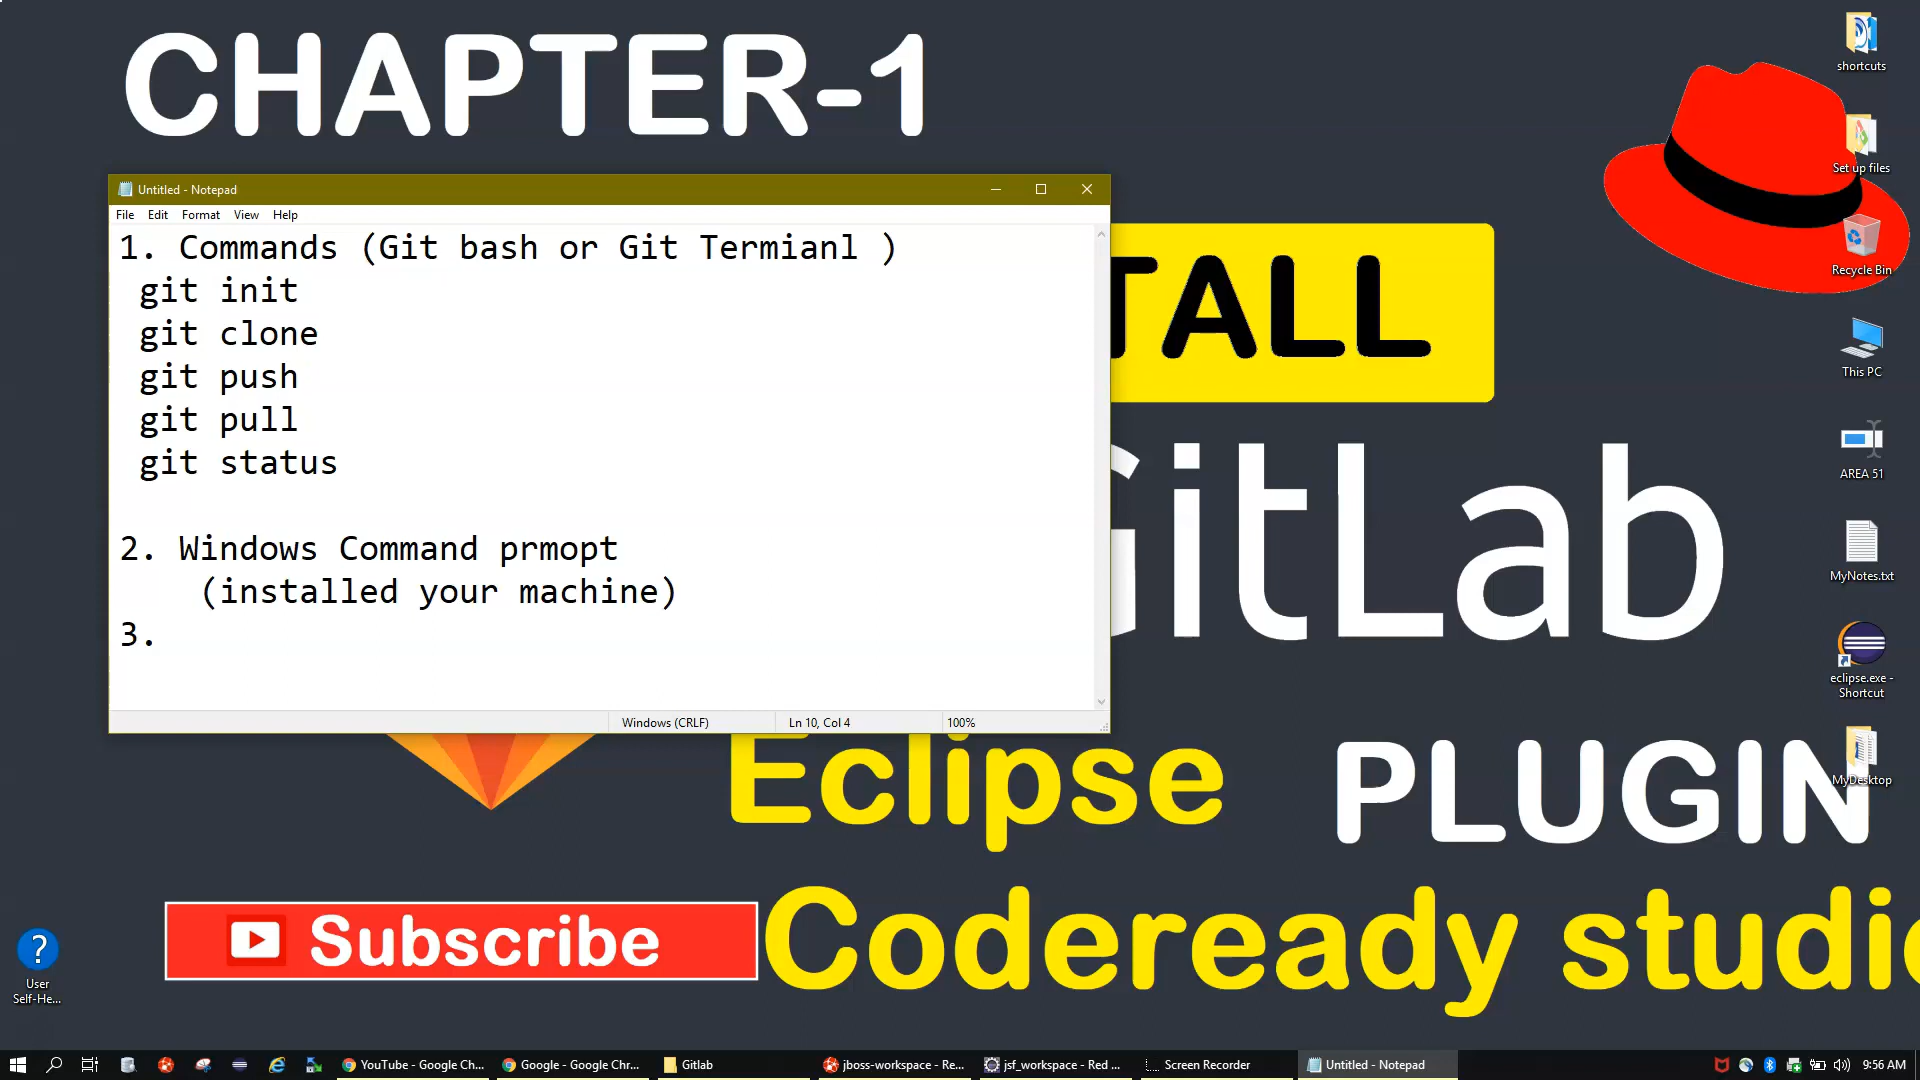 CHAPTER-1
shortcuts
Set up files
Recycle Bin
This PC
AREA 51
MyNotes.txt
eclipse.exe -
Shortcut
MyDesktop
Untitled - Notepad
File Edit Format View Help
1. Commands (Git bash or Git Termianl )
git init
git clone
git push
git pull
git status
2. Windows Command prmopt
(installed your machine)
3.
Windows (CRLF) Ln 10, Col 4 100%
TALL
GitLab
Eclipse PLUGIN
Subscribe
Codeready studio
?
User
Self-He...
YouTube - Google Ch... Google - Google Chr... Gitlab jboss-workspace - Re... jsf_workspace - Red ... Screen Recorder Untitled - Notepad 9:56 AM